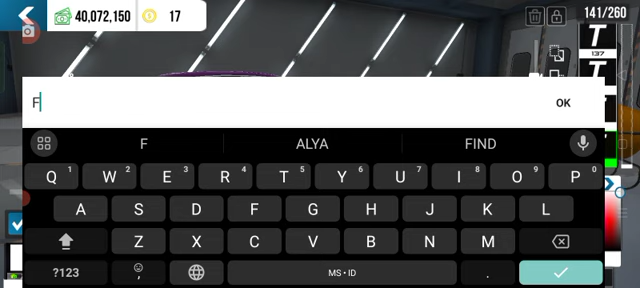 40,072,150 17 141/260
T
137
T
F OK
F ALYA FIND
Q 1 W 2 E 3 R 4 T 5 Y 6 U 7 I 8 O 9 P 0
A S D F G H J K L
Z X C V B N M
?123 , MS • ID .